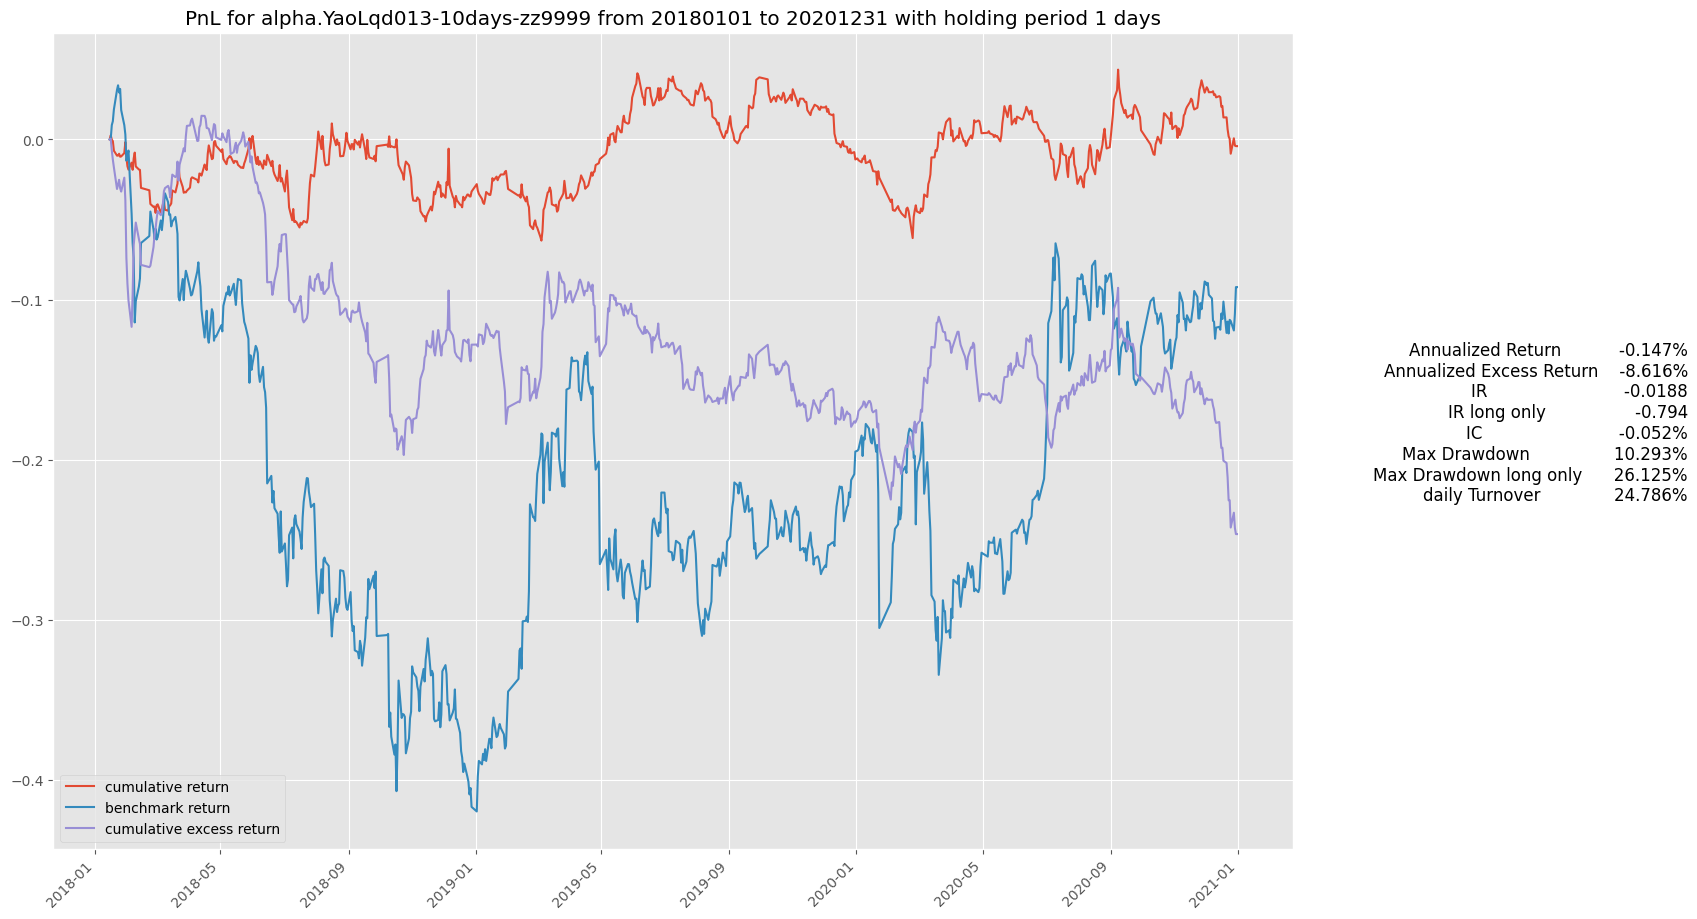 PnL for alpha.YaoLqd013-10days-zz9999 from 20180101 to 20201231 with holding period 1 days
0.0
−0.1
−0.2
−0.3
−0.4
Annualized Return -0.147%
Annualized Excess Return -8.616%
IR -0.0188
IR long only -0.794
IC -0.052%
Max Drawdown 10.293%
Max Drawdown long only 26.125%
daily Turnover 24.786%
cumulative return
benchmark return
cumulative excess return
2018-01
2018-05
2018-09
2019-01
2019-05
2019-09
2020-01
2020-05
2020-09
2021-01